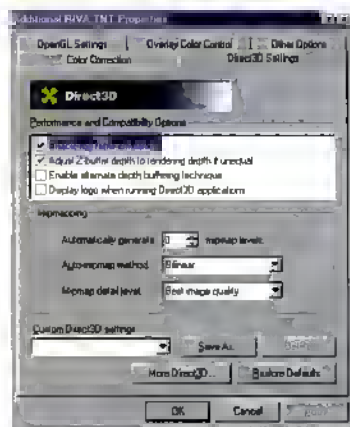 Additional RIVA TNT Properties
OpenGL Settings
Overlay Color Control
Other Options
Color Correction
Direct3D Settings
Direct3D
Performance and Compatibility Options
Adjust Z-buffer depth to rendering depth if unequal
Enable alternate depth buffering technique
Display logo when running Direct3D applications
Mipmapping
Automatically generate 0 mipmap levels.
Auto-mipmap method: Bilinear
Mipmap detail level: Best image quality
Custom Direct3D settings
Save As..
More Direct3D...
Restore Defaults
OK
Cancel